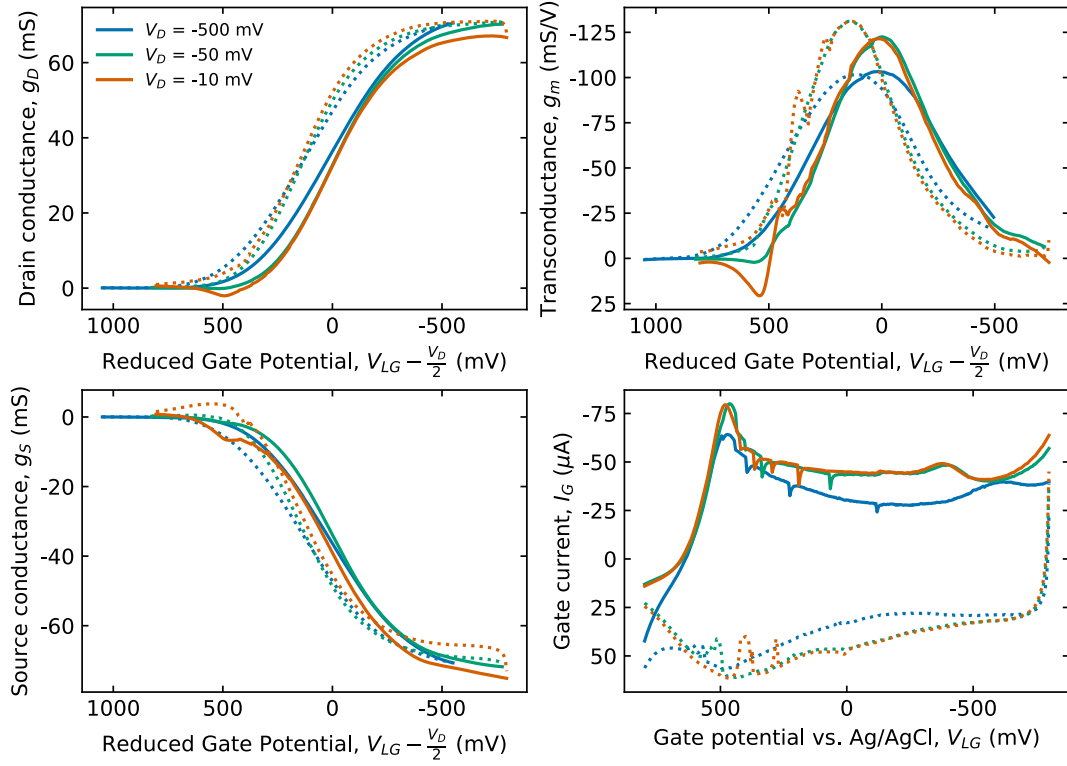 Drain conductance, g_D (mS)
60
40
20
0
V_D = -500 mV
V_D = -50 mV
V_D = -10 mV
1000 500 0 -500
Reduced Gate Potential, V_LG − V_D/2 (mV)
Transconductance, g_m (mS/V)
-125
-100
-75
-50
-25
0
25
1000 500 0 -500
Reduced Gate Potential, V_LG − V_D/2 (mV)
Source conductance, g_S (mS)
0
-20
-40
-60
1000 500 0 -500
Reduced Gate Potential, V_LG − V_D/2 (mV)
Gate current, I_G (μA)
-75
-50
-25
0
25
50
500 0 -500
Gate potential vs. Ag/AgCl, V_LG (mV)